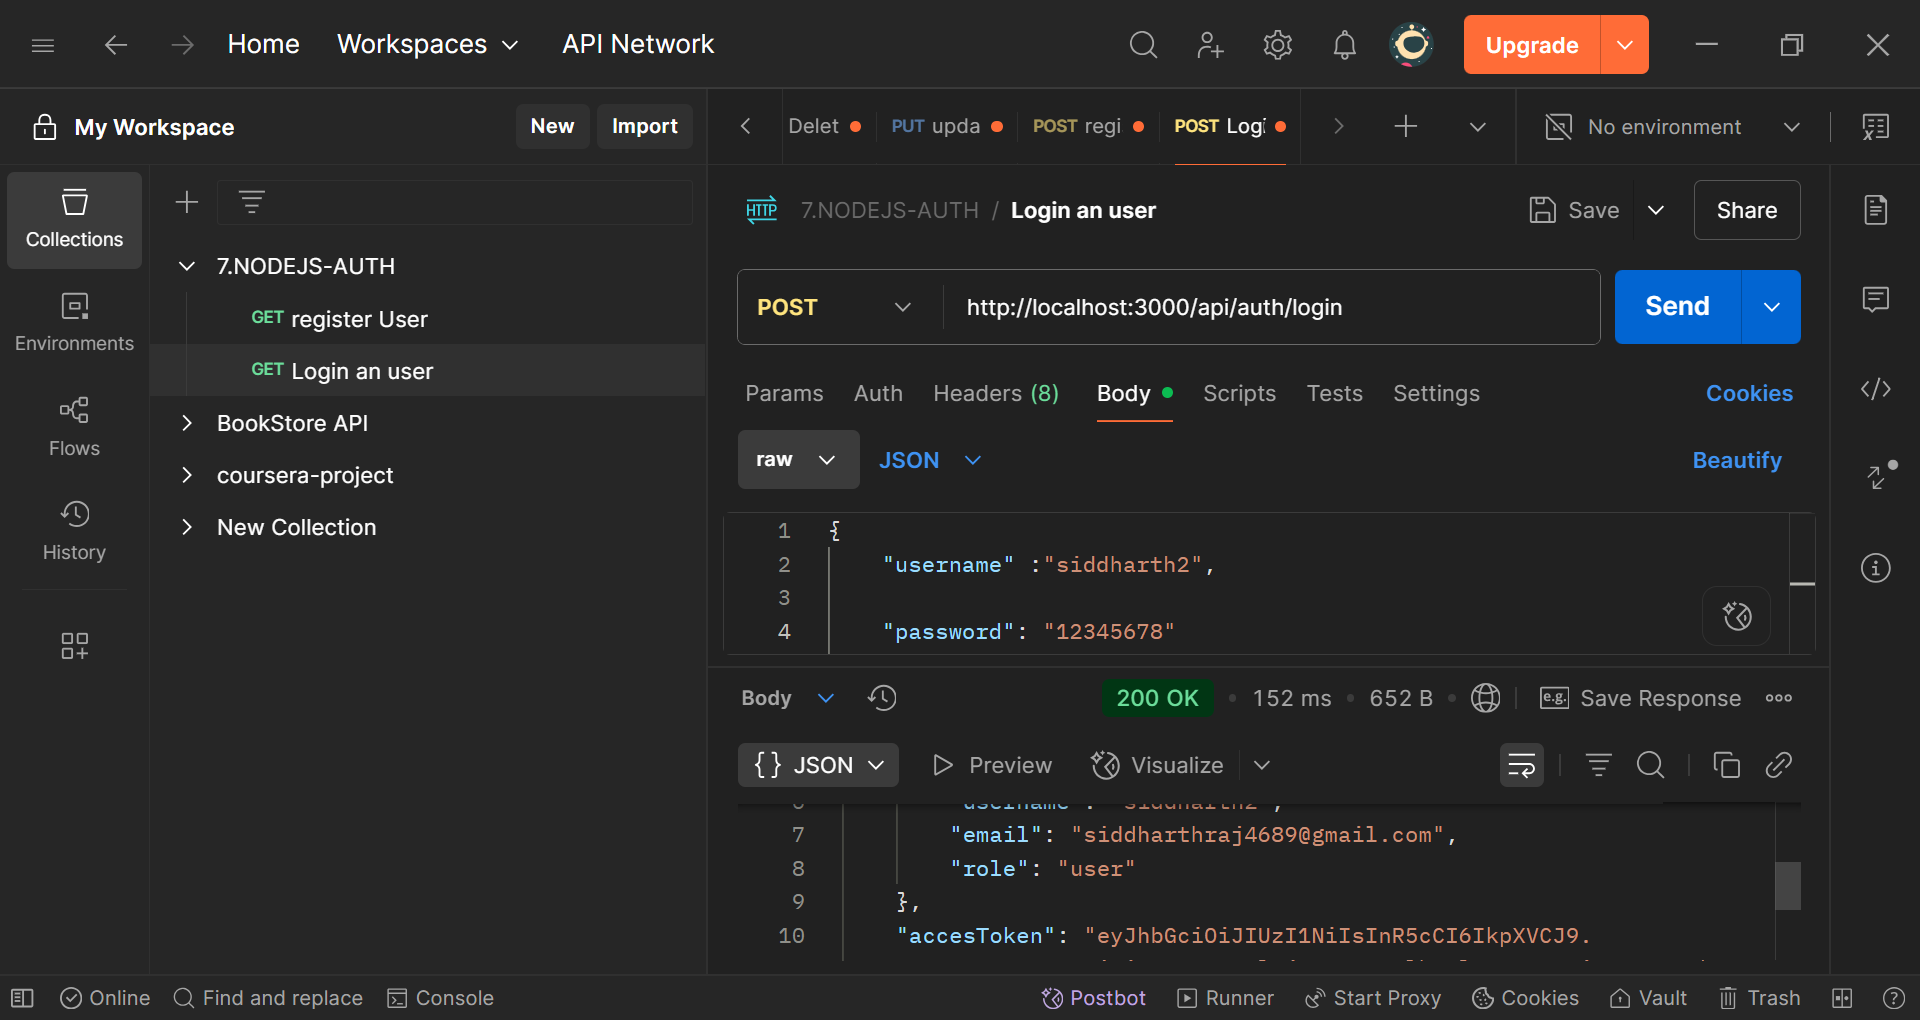 Home Workspaces API Network Upgrade
My Workspace New Import Delet PUT upda POST regi POST Logi No environment
Collections
Environments
Flows
History
7.NODEJS-AUTH
GET register User
GET Login an user
BookStore API
coursera-project
New Collection
HTTP 7.NODEJS-AUTH / Login an user Save Share
POST http://localhost:3000/api/auth/login Send
Params Auth Headers (8) Body Scripts Tests Settings Cookies
raw JSON Beautify
1 {
2 "username" :"siddharth2",
3
4 "password": "12345678"
Body 200 OK • 152 ms • 652 B • e.g. Save Response
{} JSON Preview Visualize
7 "email": "siddharthraj4689@gmail.com",
8 "role": "user"
9 },
10 "accesToken": "eyJhbGciOiJIUzI1NiIsInR5cCI6IkpXVCJ9.
Online Find and replace Console Postbot Runner Start Proxy Cookies Vault Trash